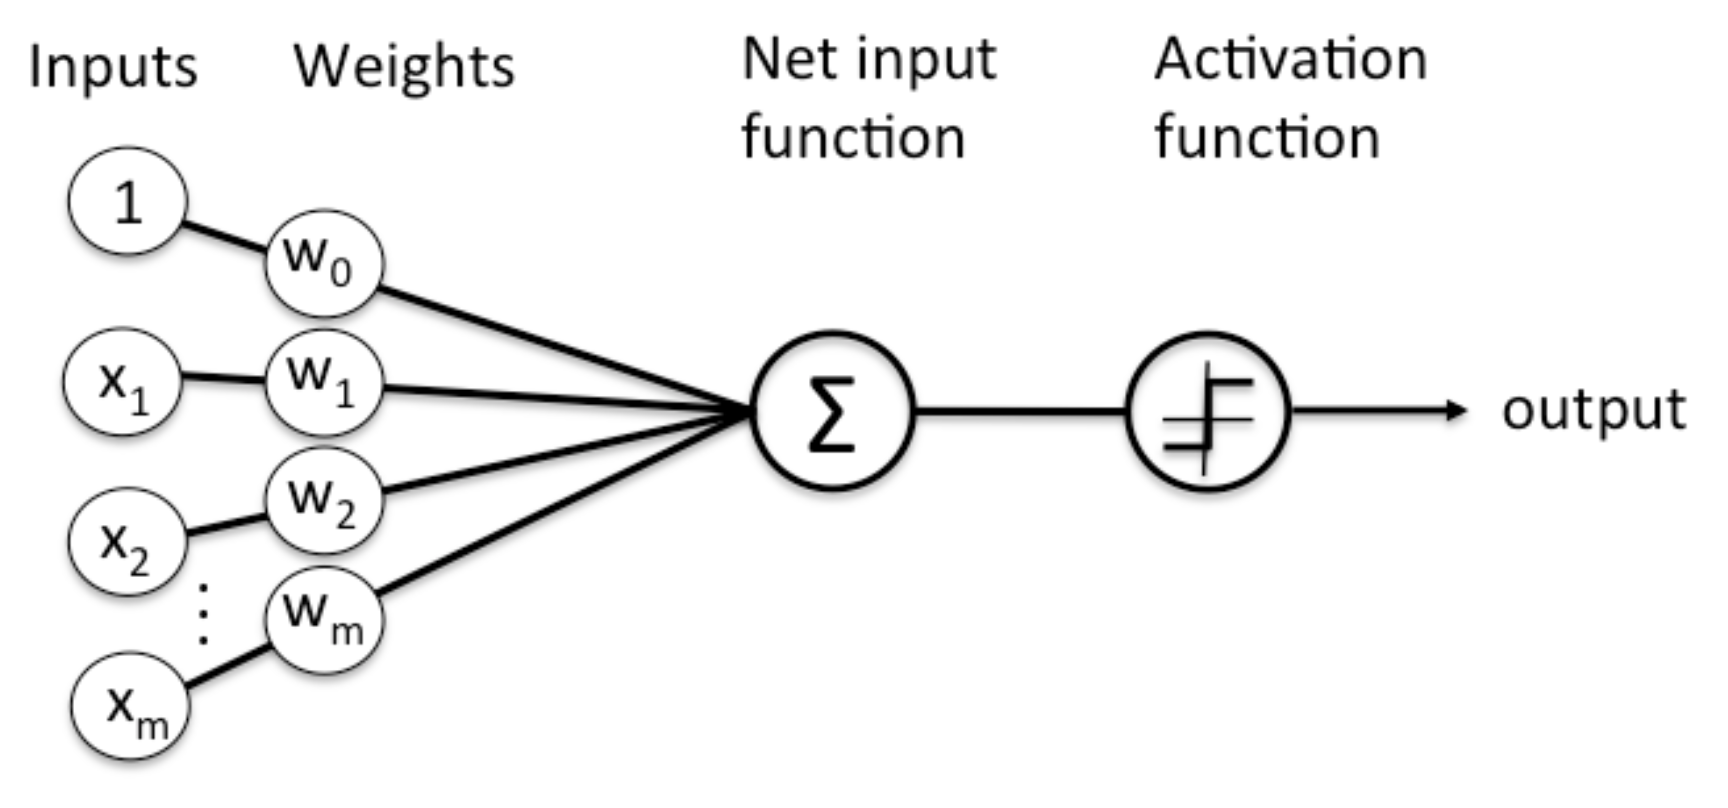 Inputs
Weights
Net input
function
Activation
function
1
w0
x1
w1
x2
w2
⋮
xm
wm
Σ
output